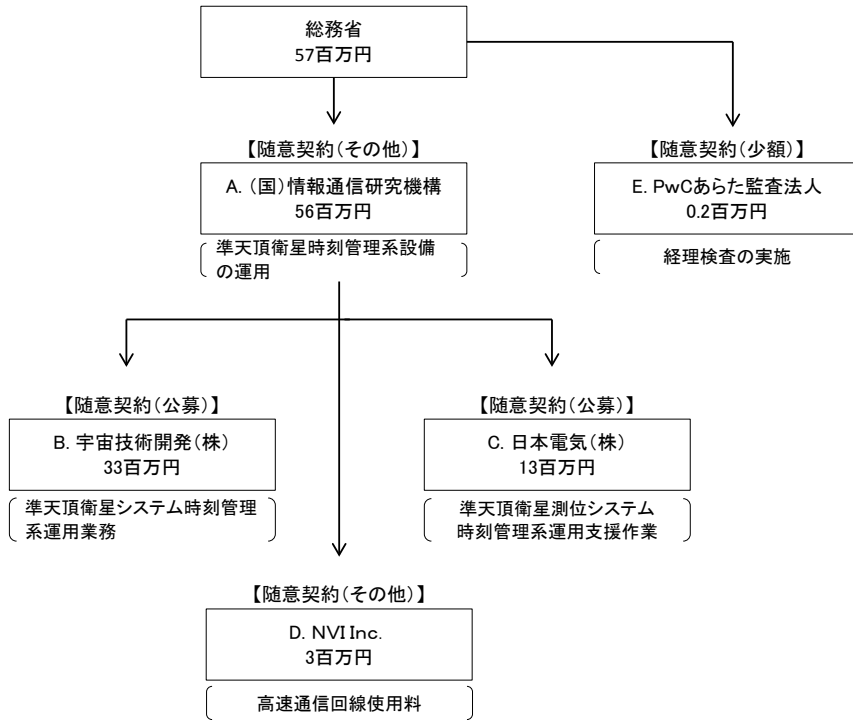 総務省
57百万円
【随意契約(その他)】
A. (国)情報通信研究機構
56百万円
準天頂衛星時刻管理系設備
の運用
【随意契約(少額)】
E. PwCあらた監査法人
0.2百万円
経理検査の実施
【随意契約(公募)】
B. 宇宙技術開発(株)
33百万円
準天頂衛星システム時刻管理
系運用業務
【随意契約(公募)】
C. 日本電気(株)
13百万円
準天頂衛星測位システム
時刻管理系運用支援作業
【随意契約(その他)】
D. NVI Inc.
3百万円
高速通信回線使用料